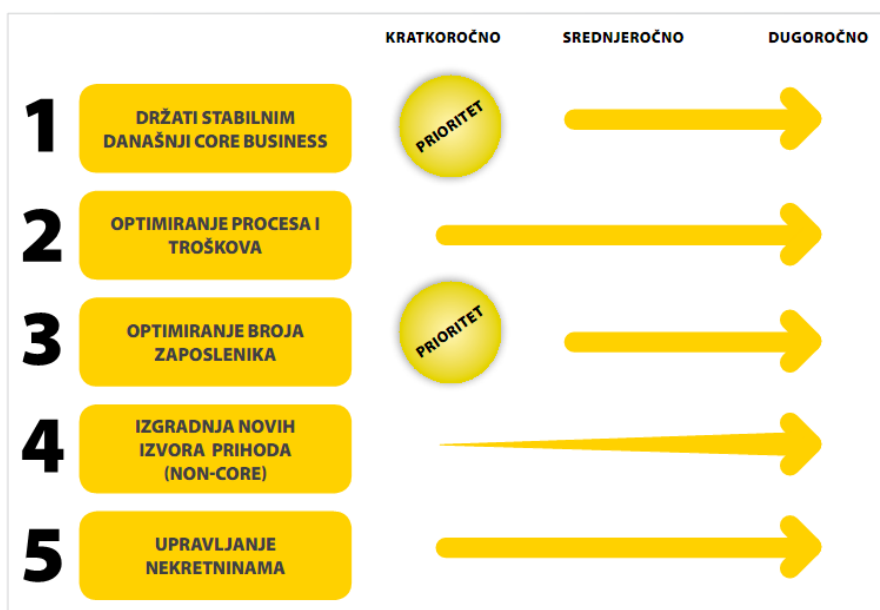 KRATKOROČNO SREDNJEROČNO DUGOROČNO
1 DRŽATI STABILNIM
DANAŠNJI CORE BUSINESS
PRIORITET
2 OPTIMIRANJE PROCESA I
TROŠKOVA
3 OPTIMIRANJE BROJA
ZAPOSLENIKA
PRIORITET
4 IZGRADNJA NOVIH
IZVORA PRIHODA
(NON-CORE)
5 UPRAVLJANJE
NEKRETNINAMA